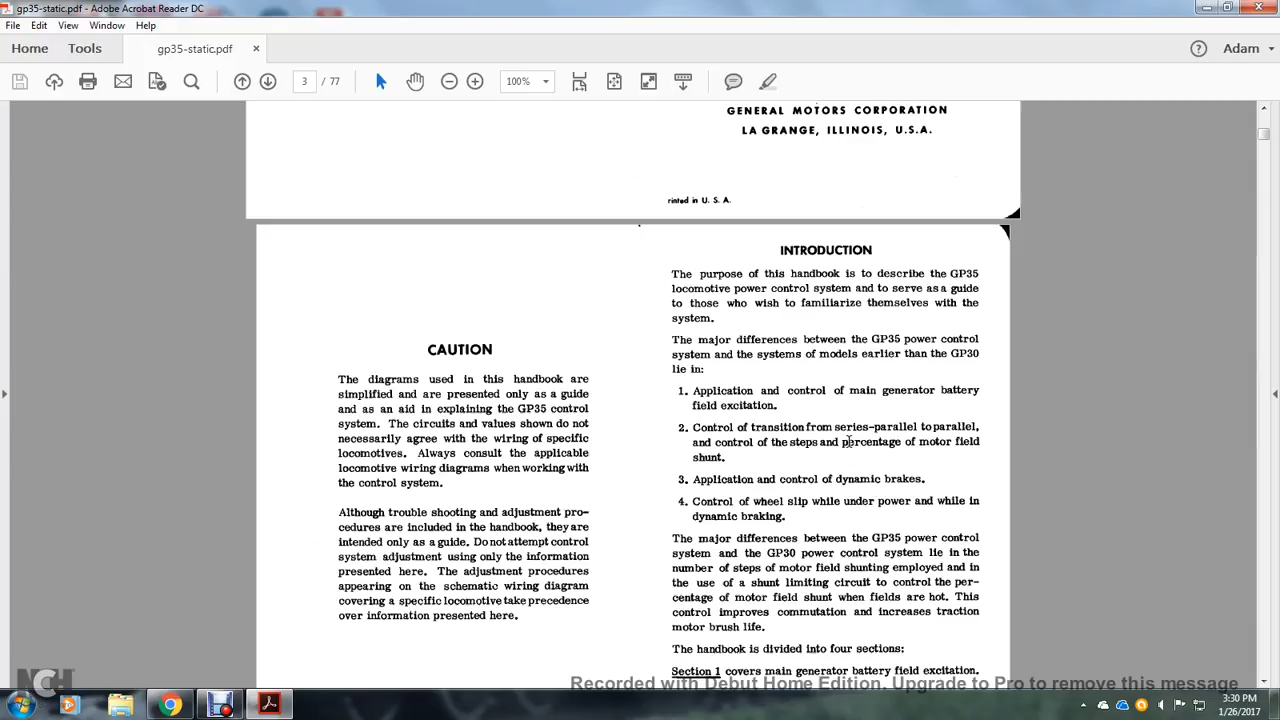 gp35-static.pdf - Adobe Acrobat Reader DC
File Edit View Window Help
Home Tools gp35-static.pdf × Adam
3 / 77 100%
GENERAL MOTORS CORPORATION
LA GRANGE, ILLINOIS, U.S.A.
rinted in U. S. A.
CAUTION
The diagrams used in this handbook are
simplified and are presented only as a guide
and as an aid in explaining the GP35 control
system. The circuits and values shown do not
necessarily agree with the wiring of specific
locomotives. Always consult the applicable
locomotive wiring diagrams when working with
the control system.
Although trouble shooting and adjustment pro-
cedures are included in the handbook, they are
intended only as a guide. Do not attempt control
system adjustment using only the information
presented here. The adjustment procedures
appearing on the schematic wiring diagram
covering a specific locomotive take precedence
over information presented here.
INTRODUCTION
The purpose of this handbook is to describe the GP35
locomotive power control system and to serve as a guide
to those who wish to familiarize themselves with the
system.
The major differences between the GP35 power control
system and the systems of models earlier than the GP30
lie in:
1. Application and control of main generator battery
field excitation.
2. Control of transition from series-parallel to parallel,
and control of the steps and percentage of motor field
shunt.
3. Application and control of dynamic brakes.
4. Control of wheel slip while under power and while in
dynamic braking.
The major differences between the GP35 power control
system and the GP30 power control system lie in the
number of steps of motor field shunting employed and in
the use of a shunt limiting circuit to control the per-
centage of motor field shunt when fields are hot. This
control improves commutation and increases traction
motor brush life.
The handbook is divided into four sections:
Section 1 covers main generator battery field excitation.
NCH
Recorded with Debut Home Edition. Upgrade to Pro to remove this message
3:30 PM
1/26/2017